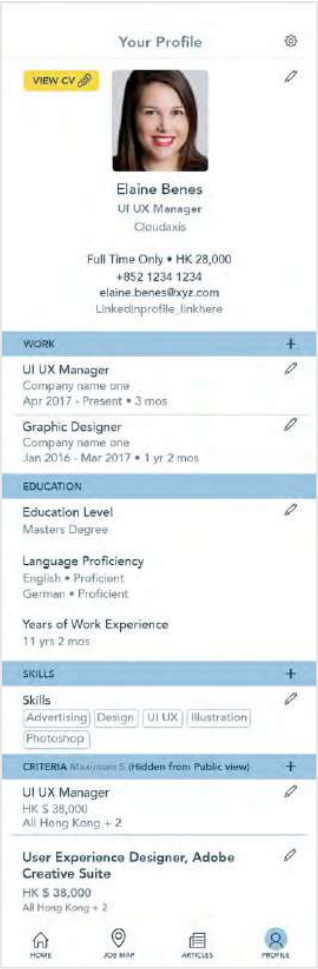 Your Profile
VIEW CV
Elaine Benes
UI UX Manager
Cloudaxis
Full Time Only • HK 28,000
+852 1234 1234
elaine.benes@xyz.com
Linkedinprofile_linkhere
WORK +
UI UX Manager
Company name one
Apr 2017 - Present • 3 mos
Graphic Designer
Company name one
Jan 2016 - Mar 2017 • 1 yr 2 mos
EDUCATION
Education Level
Masters Degree
Language Proficiency
English • Proficient
German • Proficient
Years of Work Experience
11 yrs 2 mos
SKILLS +
Skills
Advertising Design UI UX Illustration
Photoshop
CRITERIA Maximum 5 (Hidden from Public view) +
UI UX Manager
HK $ 38,000
All Hong Kong + 2
User Experience Designer, Adobe
Creative Suite
HK $ 38,000
All Hong Kong + 2
HOME JOB MAP ARTICLES PROFILE